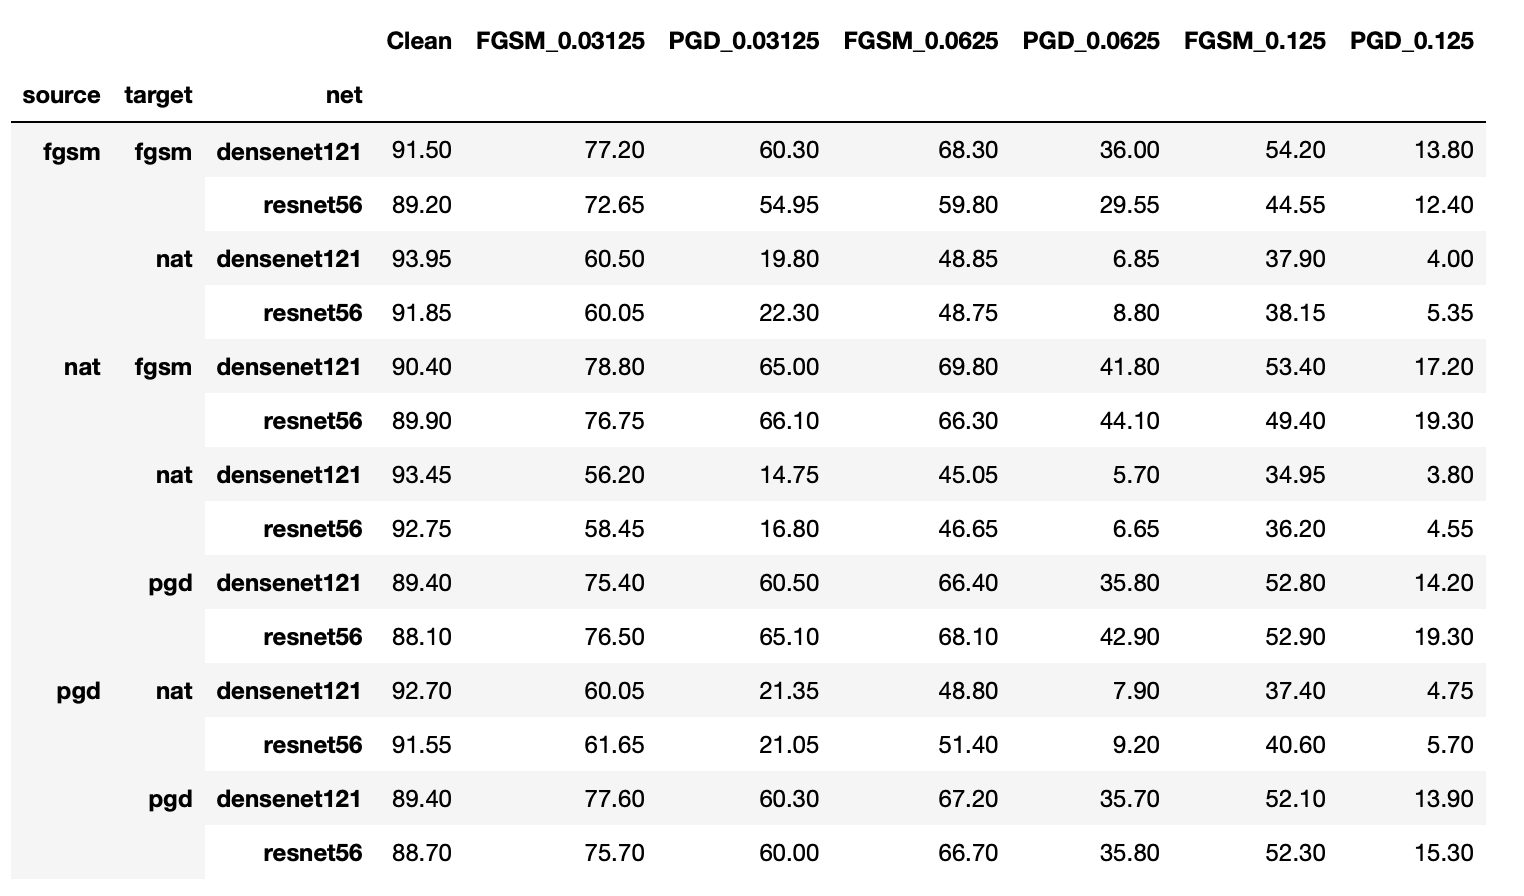 Clean FGSM_0.03125 PGD_0.03125 FGSM_0.0625 PGD_0.0625 FGSM_0.125 PGD_0.125
source target net
fgsm fgsm densenet121 91.50 77.20 60.30 68.30 36.00 54.20 13.80
resnet56 89.20 72.65 54.95 59.80 29.55 44.55 12.40
nat densenet121 93.95 60.50 19.80 48.85 6.85 37.90 4.00
resnet56 91.85 60.05 22.30 48.75 8.80 38.15 5.35
nat fgsm densenet121 90.40 78.80 65.00 69.80 41.80 53.40 17.20
resnet56 89.90 76.75 66.10 66.30 44.10 49.40 19.30
nat densenet121 93.45 56.20 14.75 45.05 5.70 34.95 3.80
resnet56 92.75 58.45 16.80 46.65 6.65 36.20 4.55
pgd densenet121 89.40 75.40 60.50 66.40 35.80 52.80 14.20
resnet56 88.10 76.50 65.10 68.10 42.90 52.90 19.30
pgd nat densenet121 92.70 60.05 21.35 48.80 7.90 37.40 4.75
resnet56 91.55 61.65 21.05 51.40 9.20 40.60 5.70
pgd densenet121 89.40 77.60 60.30 67.20 35.70 52.10 13.90
resnet56 88.70 75.70 60.00 66.70 35.80 52.30 15.30